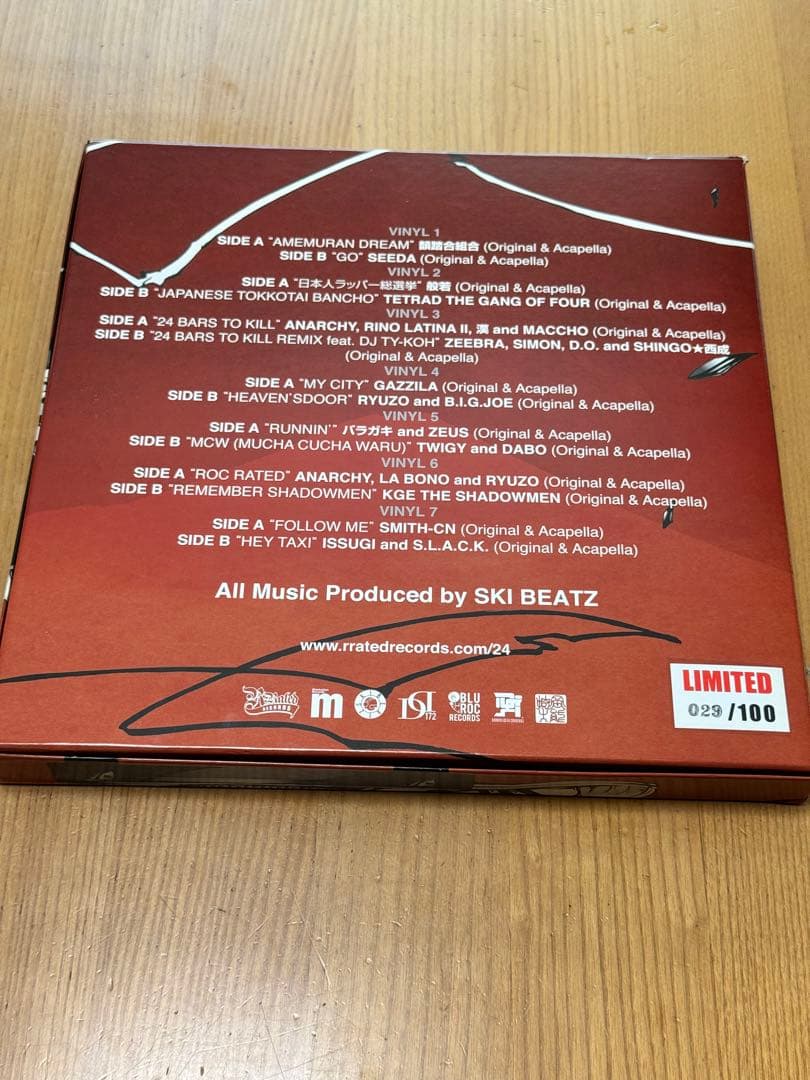 VINYL 1
SIDE A "AMEMURAN DREAM" 韻踏合組合 (Original & Acapella)
SIDE B "GO" SEEDA (Original & Acapella)
VINYL 2
SIDE A "日本人ラッパー総選挙" 般若 (Original & Acapella)
SIDE B "JAPANESE TOKKOTAI BANCHO" TETRAD THE GANG OF FOUR (Original & Acapella)
VINYL 3
SIDE A "24 BARS TO KILL" ANARCHY, RINO LATINA II, 漢 and MACCHO (Original & Acapella)
SIDE B "24 BARS TO KILL REMIX feat. DJ TY-KOH" ZEEBRA, SIMON, D.O. and SHINGO★西成
(Original & Acapella)
VINYL 4
SIDE A "MY CITY" GAZZILA (Original & Acapella)
SIDE B "HEAVEN'SDOOR" RYUZO and B.I.G.JOE (Original & Acapella)
VINYL 5
SIDE A "RUNNIN'" バラガキ and ZEUS (Original & Acapella)
SIDE B "MCW (MUCHA CUCHA WARU)" TWIGY and DABO (Original & Acapella)
VINYL 6
SIDE A "ROC RATED" ANARCHY, LA BONO and RYUZO (Original & Acapella)
SIDE B "REMEMBER SHADOWMEN" KGE THE SHADOWMEN (Original & Acapella)
VINYL 7
SIDE A "FOLLOW ME" SMITH-CN (Original & Acapella)
SIDE B "HEY TAXI" ISSUGI and S.L.A.C.K. (Original & Acapella)
All Music Produced by SKI BEATZ
www.rratedrecords.com/24
R-Rated RECORDS
m
DSI 172
BLU ROC RECORDS
LIMITED
029/100